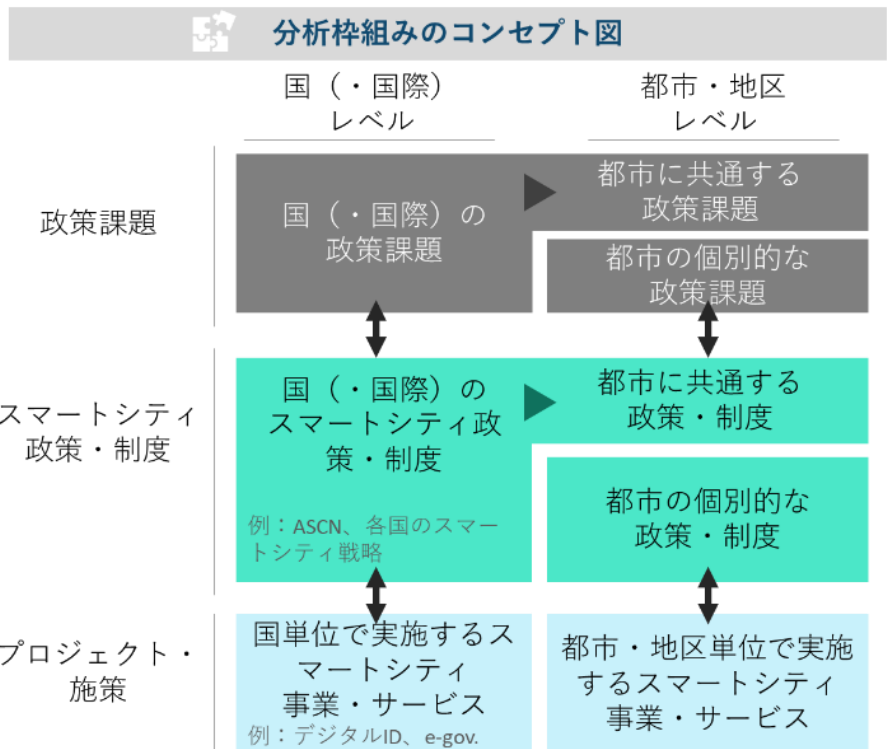 分析枠組みのコンセプト図
国（・国際）
レベル
都市・地区
レベル
政策課題
国（・国際）の
政策課題
都市に共通する
政策課題
都市の個別的な
政策課題
スマートシティ
政策・制度
国（・国際）の
スマートシティ政
策・制度
例：ASCN、各国のスマー
トシティ戦略
都市に共通する
政策・制度
都市の個別的な
政策・制度
プロジェクト・
施策
国単位で実施するス
マートシティ
事業・サービス
例：デジタルID、e-gov.
都市・地区単位で実施
するスマートシティ
事業・サービス